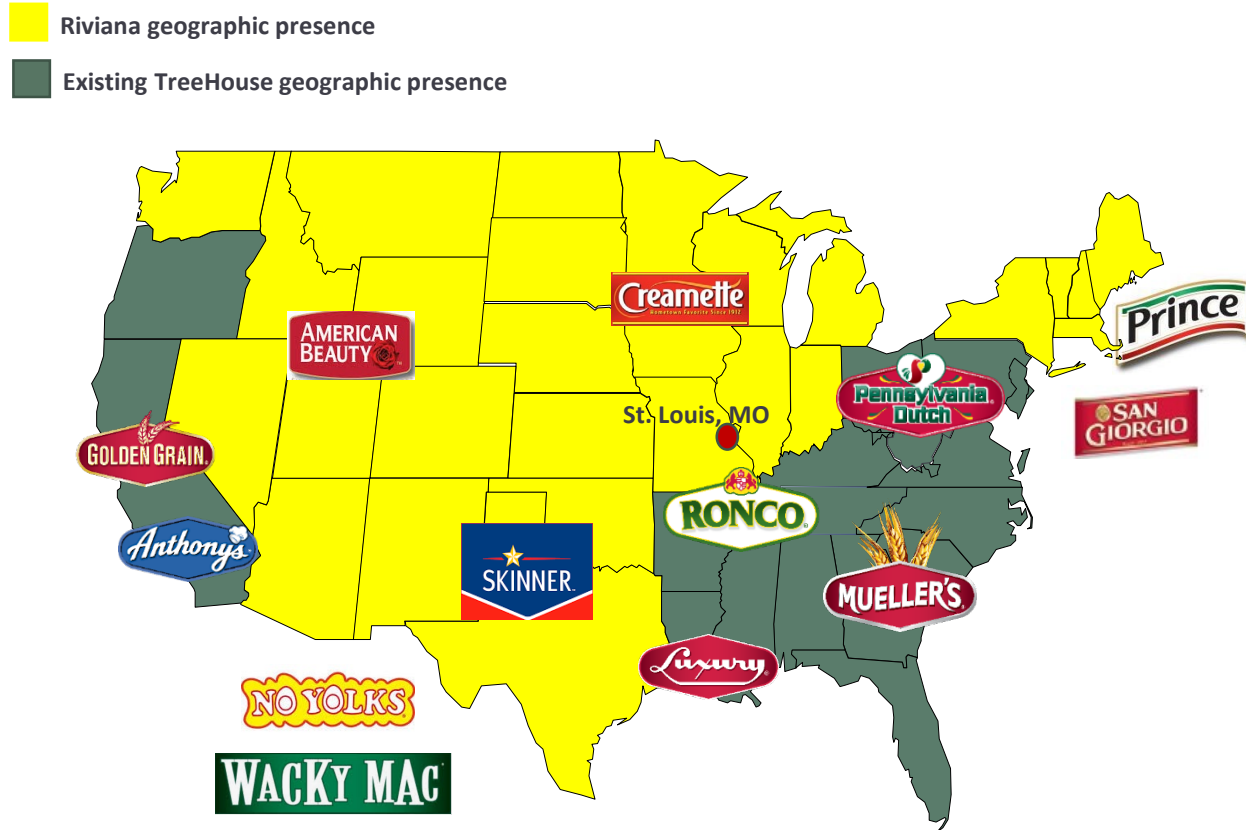 Riviana geographic presence
Existing TreeHouse geographic presence
Creamette
Hometown Favorite Since 1912
Prince
AMERICAN
BEAUTY
Pennsylvania
Dutch
SAN
GIORGIO
St. Louis, MO
GOLDEN GRAIN
RONCO
Anthony's
SKINNER
MUELLER'S
Luxury
NO YOLKS
WACKY MAC